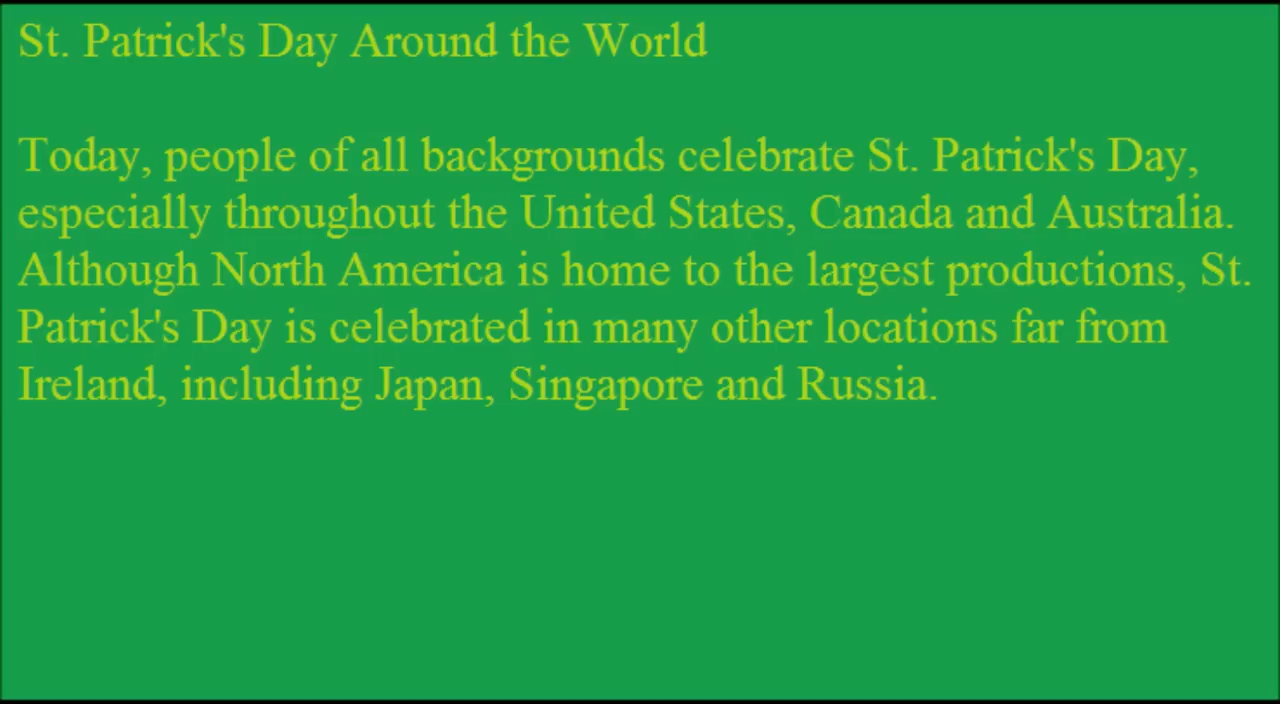 St. Patrick's Day Around the World
Today, people of all backgrounds celebrate St. Patrick's Day,
especially throughout the United States, Canada and Australia.
Although North America is home to the largest productions, St.
Patrick's Day is celebrated in many other locations far from
Ireland, including Japan, Singapore and Russia.